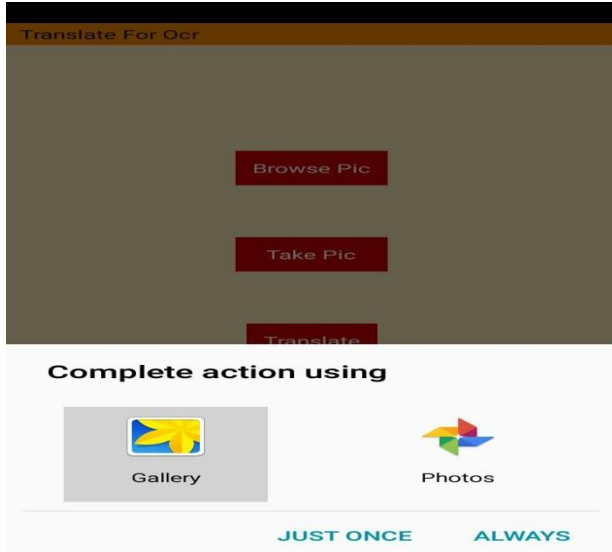 Translate For Ocr
Browse Pic
Take Pic
Translate
Complete action using
Gallery Photos
JUST ONCE ALWAYS